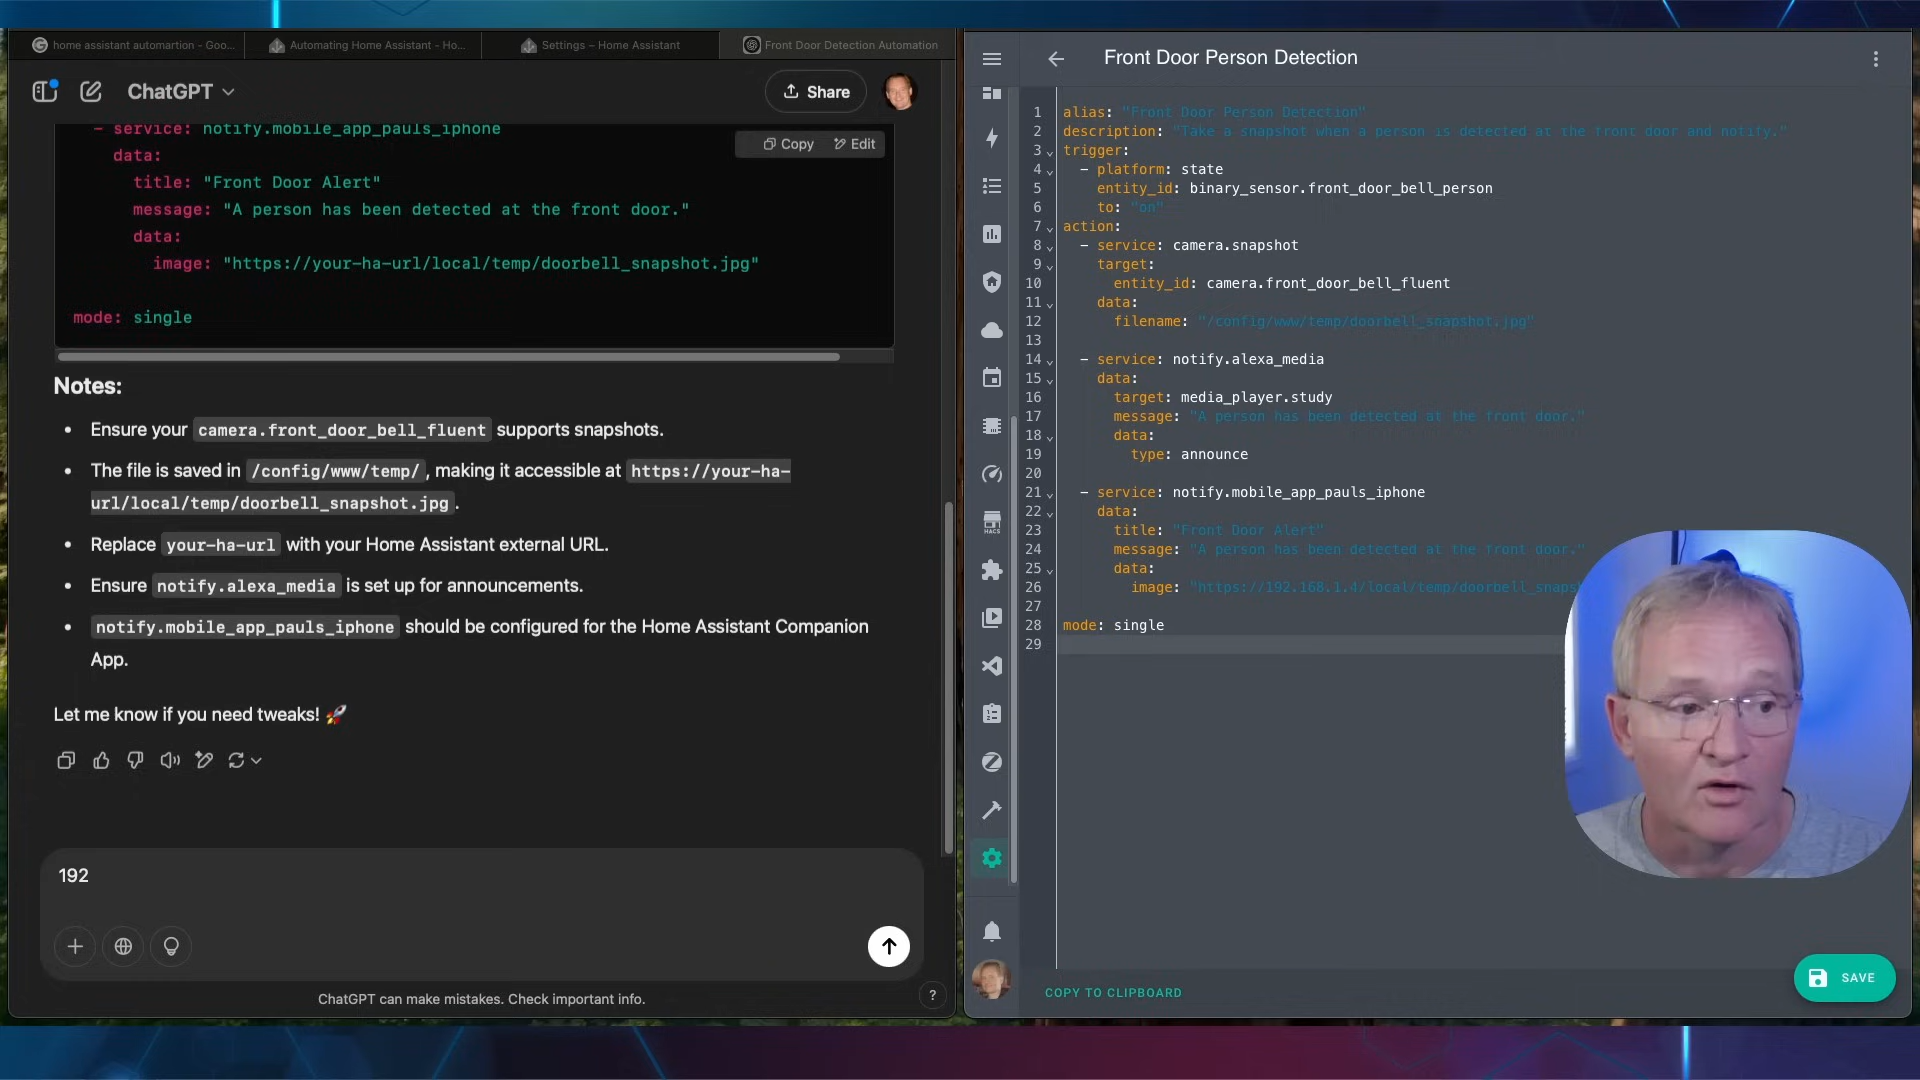 home assistant automartion - Goo...
Automating Home Assistant - Ho...
Settings – Home Assistant
Front Door Detection Automation
ChatGPT
Share
- service: notify.mobile_app_pauls_iphone
Copy
Edit
data:
title: "Front Door Alert"
message: "A person has been detected at the front door."
data:
image: "https://your-ha-url/local/temp/doorbell_snapshot.jpg"
mode: single
Notes:
• Ensure your camera.front_door_bell_fluent supports snapshots.
• The file is saved in /config/www/temp/, making it accessible at https://your-ha-
url/local/temp/doorbell_snapshot.jpg.
• Replace your-ha-url with your Home Assistant external URL.
• Ensure notify.alexa_media is set up for announcements.
• notify.mobile_app_pauls_iphone should be configured for the Home Assistant Companion
App.
Let me know if you need tweaks! 🚀
192
ChatGPT can make mistakes. Check important info.
?
Front Door Person Detection
1 alias: "Front Door Person Detection"
2 description: "Take a snapshot when a person is detected at the front door and notify."
3 trigger:
4 - platform: state
5 entity_id: binary_sensor.front_door_bell_person
6 to: "on"
7 action:
8 - service: camera.snapshot
9 target:
10 entity_id: camera.front_door_bell_fluent
11 data:
12 filename: "/config/www/temp/doorbell_snapshot.jpg"
13
14 - service: notify.alexa_media
15 data:
16 target: media_player.study
17 message: "A person has been detected at the front door."
18 data:
19 type: announce
20
21 - service: notify.mobile_app_pauls_iphone
22 data:
23 title: "Front Door Alert"
24 message: "A person has been detected at the front door."
25 data:
26 image: "https://192.168.1.4/local/temp/doorbell_snaps
27
28 mode: single
29
HACS
COPY TO CLIPBOARD
SAVE